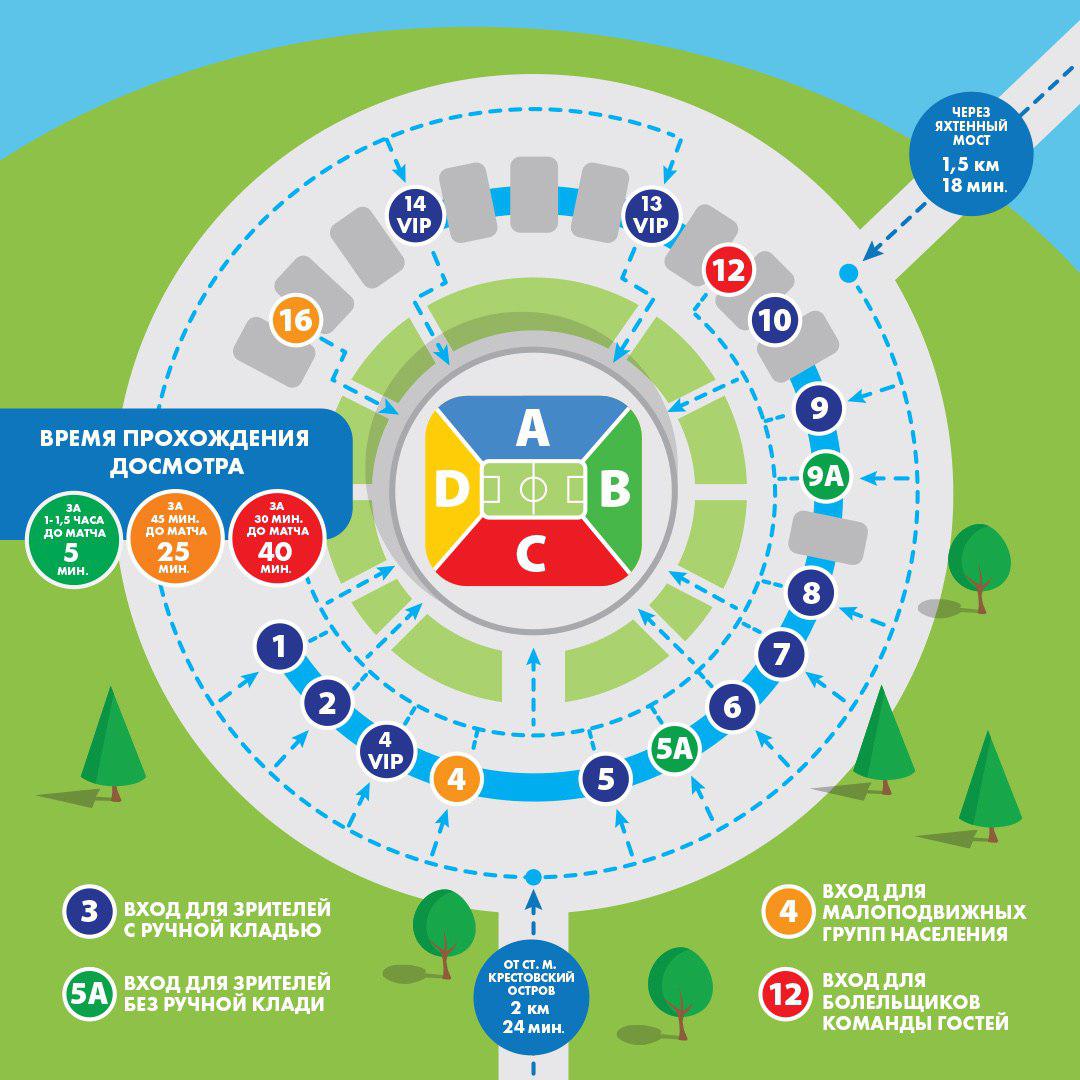 ЧЕРЕЗ
ЯХТЕННЫЙ
МОСТ
1,5 км
18 мин.
14
VIP
13
VIP
12
16
10
9
9А
A
D
B
C
ВРЕМЯ ПРОХОЖДЕНИЯ
ДОСМОТРА
ЗА
1-1,5 ЧАСА
ДО МАТЧА
5
МИН.
ЗА
45 МИН.
ДО МАТЧА
25
МИН.
ЗА
30 МИН.
ДО МАТЧА
40
МИН.
8
1
7
2
6
4
VIP
4
5
5А
3
ВХОД ДЛЯ ЗРИТЕЛЕЙ
С РУЧНОЙ КЛАДЬЮ
5А
ВХОД ДЛЯ ЗРИТЕЛЕЙ
БЕЗ РУЧНОЙ КЛАДИ
ОТ СТ. М.
КРЕСТОВСКИЙ
ОСТРОВ
2 км
24 мин.
4
ВХОД ДЛЯ
МАЛОПОДВИЖНЫХ
ГРУПП НАСЕЛЕНИЯ
12
ВХОД ДЛЯ
БОЛЕЛЬЩИКОВ
КОМАНДЫ ГОСТЕЙ